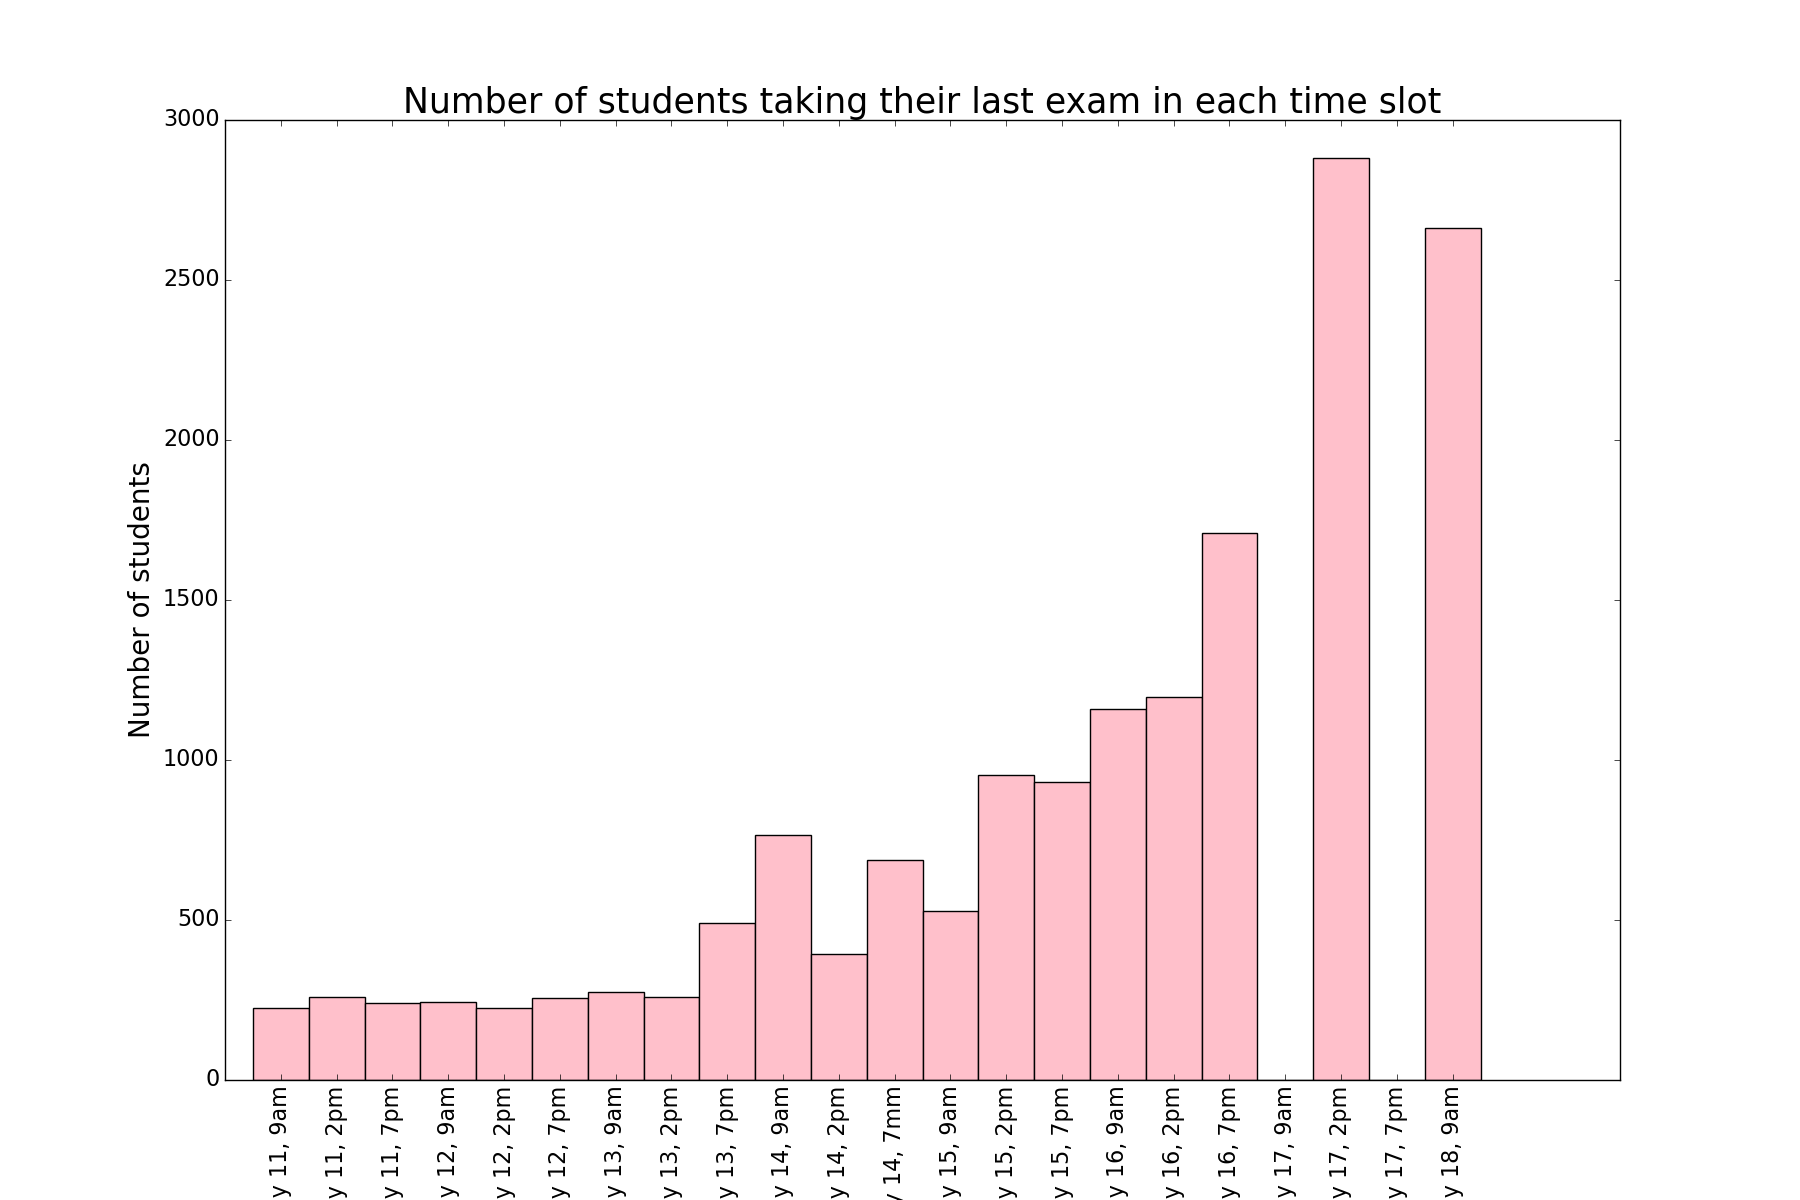 Number of students taking their last exam in each time slot
Number of students
3000
2500
2000
1500
1000
500
0
y 11, 9am
y 11, 2pm
y 11, 7pm
y 12, 9am
y 12, 2pm
y 12, 7pm
y 13, 9am
y 13, 2pm
y 13, 7pm
y 14, 9am
y 14, 2pm
y 14, 7mm
y 15, 9am
y 15, 2pm
y 15, 7pm
y 16, 9am
y 16, 2pm
y 16, 7pm
y 17, 9am
y 17, 2pm
y 17, 7pm
y 18, 9am